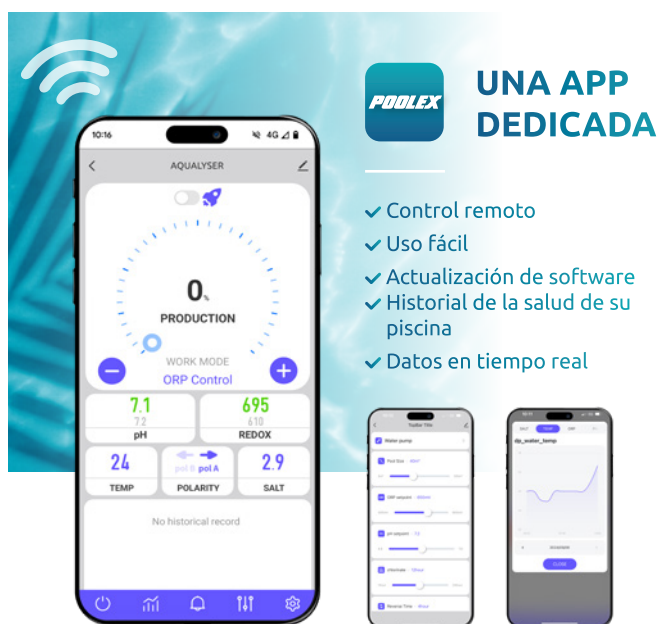 POOLEX
UNA APP
DEDICADA
Control remoto
Uso fácil
Actualización de software
Historial de la salud de su
piscina
Datos en tiempo real
10:16
4G
AQUALYSER
0%
PRODUCTION
WORK MODE
ORP Control
7.1
7.2
pH
695
610
REDOX
24
TEMP
pol B pol A
POLARITY
2.9
SALT
No historical record
Water pump
Pool Size
ORP setpoint
pH setpoint
Reverse Time
SALT
TEMP
ORP
dp_water_temp
CLOSE